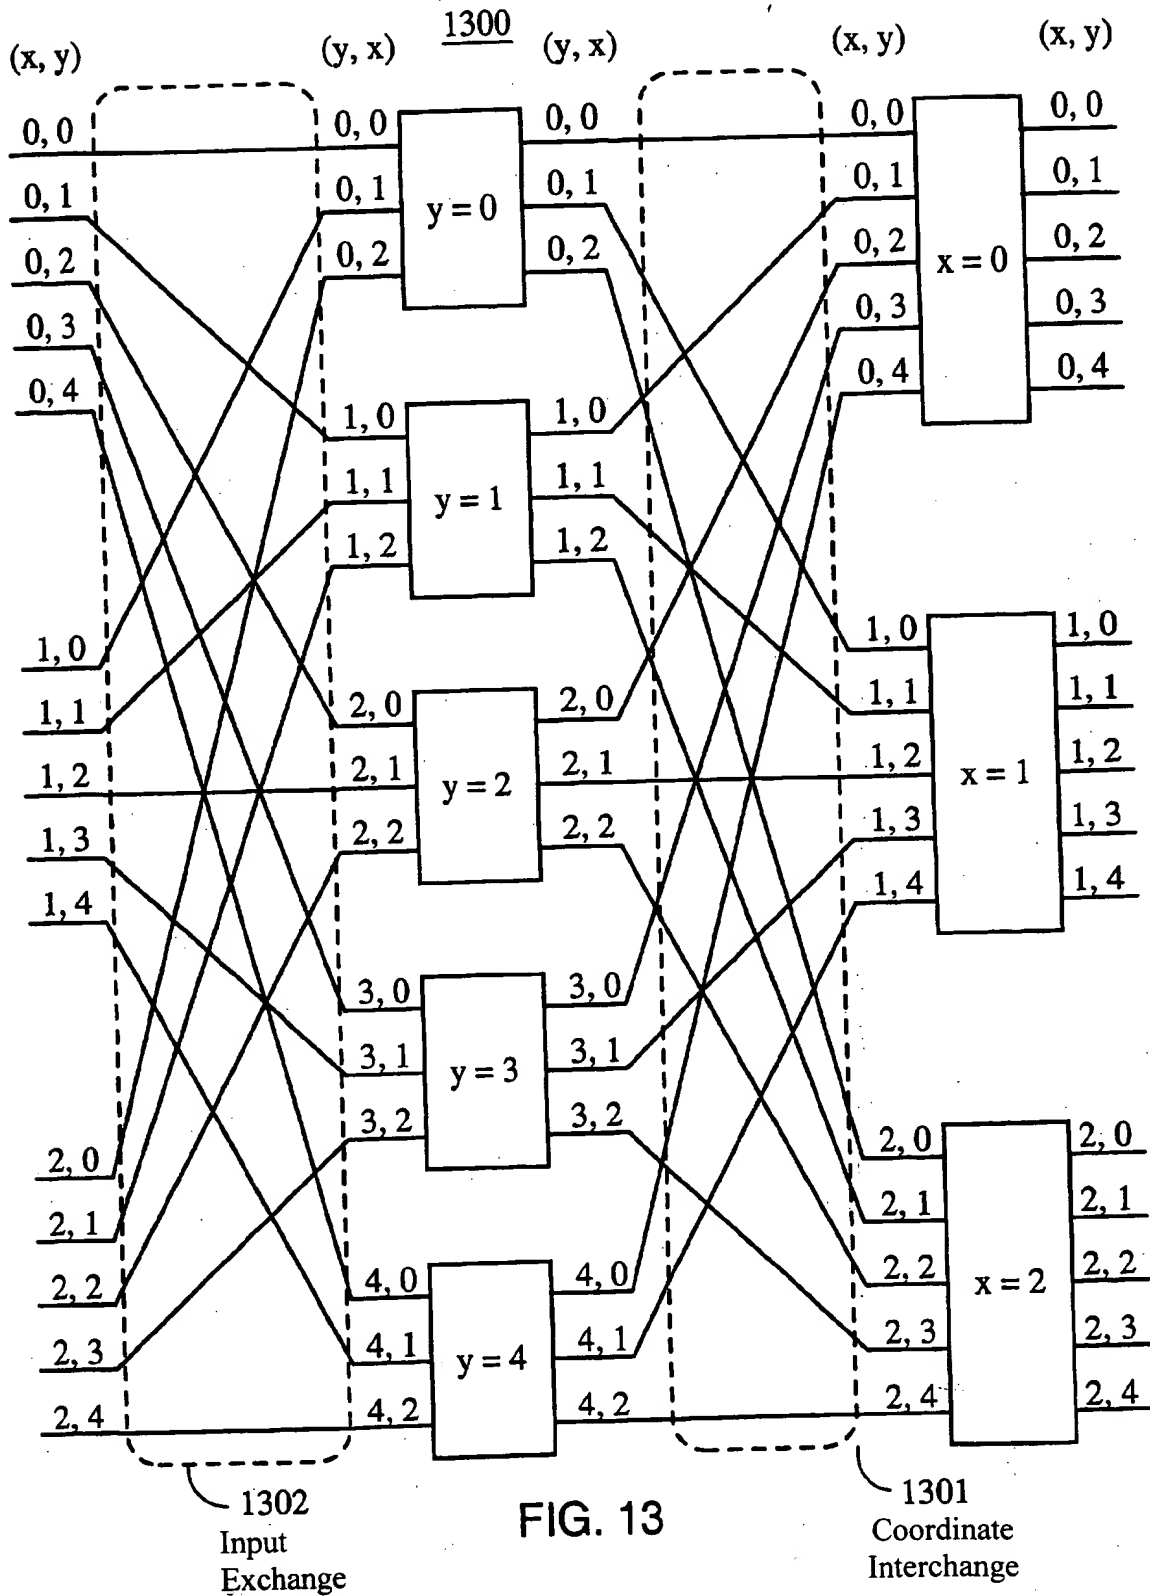 1300
(x, y) (y, x) (y, x) (x, y) (x, y)
0, 0 0, 0 0, 0 0, 0 0, 0
0, 1 0, 1 y = 0 0, 1 0, 1 0, 1
0, 2 0, 2 0, 2 0, 2 x = 0 0, 2
0, 3 0, 3 0, 3
0, 4 1, 0 1, 0 0, 4 0, 4
1, 1 y = 1 1, 1
1, 2 1, 2
1, 0 1, 0 1, 0
1, 1 2, 0 2, 0 1, 1 1, 1
1, 2 2, 1 y = 2 2, 1 1, 2 x = 1 1, 2
1, 3 2, 2 2, 2 1, 3 1, 3
1, 4 1, 4 1, 4
3, 0 3, 0
3, 1 y = 3 3, 1
3, 2 3, 2
2, 0 2, 0 2, 0
2, 1 2, 1 2, 1
2, 2 4, 0 4, 0 2, 2 x = 2 2, 2
2, 3 4, 1 y = 4 4, 1 2, 3 2, 3
2, 4 4, 2 4, 2 2, 4 2, 4
1302
Input
Exchange
FIG. 13
1301
Coordinate
Interchange